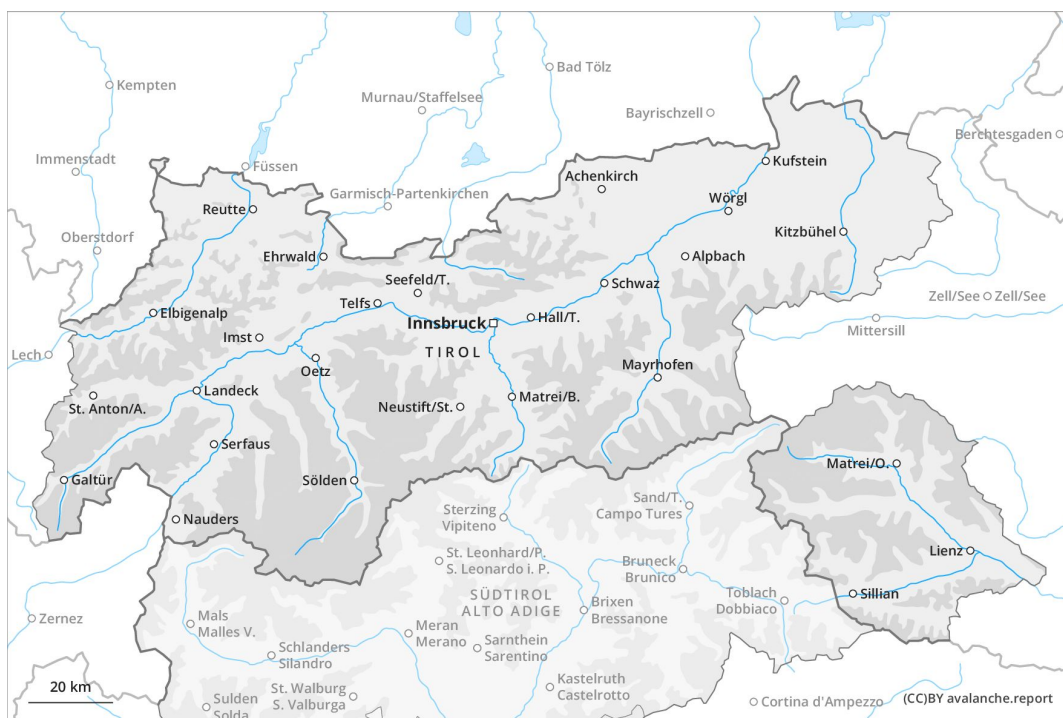 Kempten
Bad Tölz
Murnau/Staffelsee
Bayrischzell
Berchtesgaden
Immenstadt
Füssen
Kufstein
Achenkirch
Garmisch-Partenkirchen
Wörgl
Reutte
Kitzbühel
Oberstdorf
Ehrwald
Alpbach
Seefeld/T.
Schwaz
Zell/See
Zell/See
Telfs
Elbigenalp
Hall/T.
Innsbruck
Mittersill
Imst
TIROL
Lech
Oetz
Mayrhofen
Landeck
St. Anton/A.
Neustift/St.
Matrei/B.
Serfaus
Matrei/O.
Galtür
Sölden
Sand/T.
Campo Tures
Nauders
Sterzing
Vipiteno
Lienz
St. Leonhard/P.
S. Leonardo i. P.
Bruneck
Brunico
SÜDTIROL
ALTO ADIGE
Sillian
Toblach
Dobbiaco
Brixen
Bressanone
Zernez
Mals
Malles V.
Meran
Merano
Sarnthein
Sarentino
Schlanders
Silandro
Kastelruth
Castelrotto
20 km
St. Walburg
S. Valburga
Sulden
Solda
Cortina d'Ampezzo
(CC)BY avalanche.report